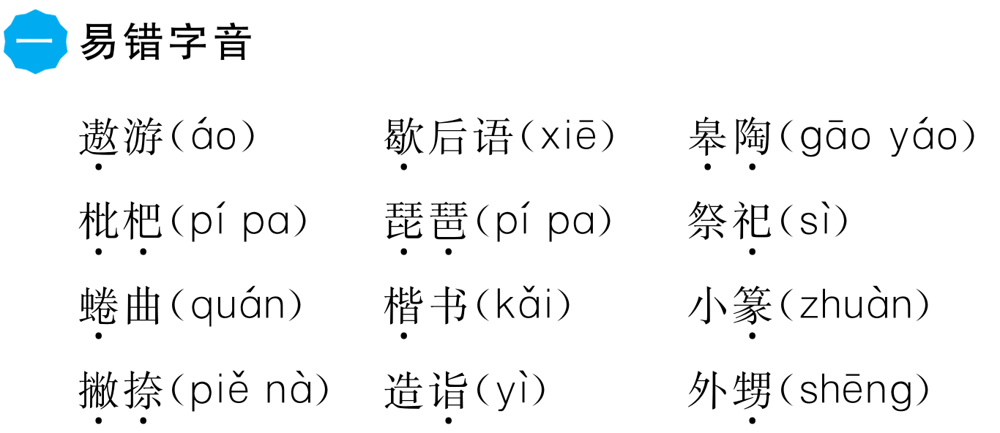 一 易错字音
遨游(áo) 歇后语(xiē) 皋陶(gāo yáo)
枇杷(pí pa) 琵琶(pí pa) 祭祀(sì)
蜷曲(quán) 楷书(kǎi) 小篆(zhuàn)
撇捺(piě nà) 造诣(yì) 外甥(shēng)